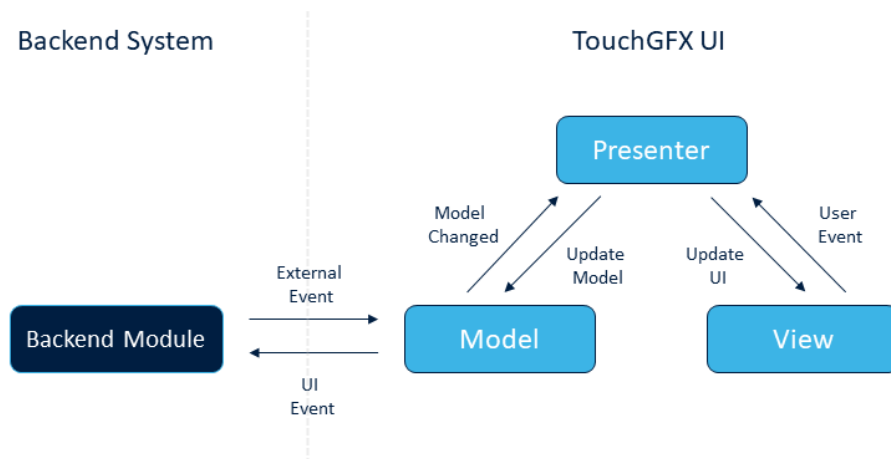 Backend System
TouchGFX UI
Presenter
Model
Changed
User
Event
Update
Model
Update
UI
External
Event
Backend Module
Model
View
UI
Event